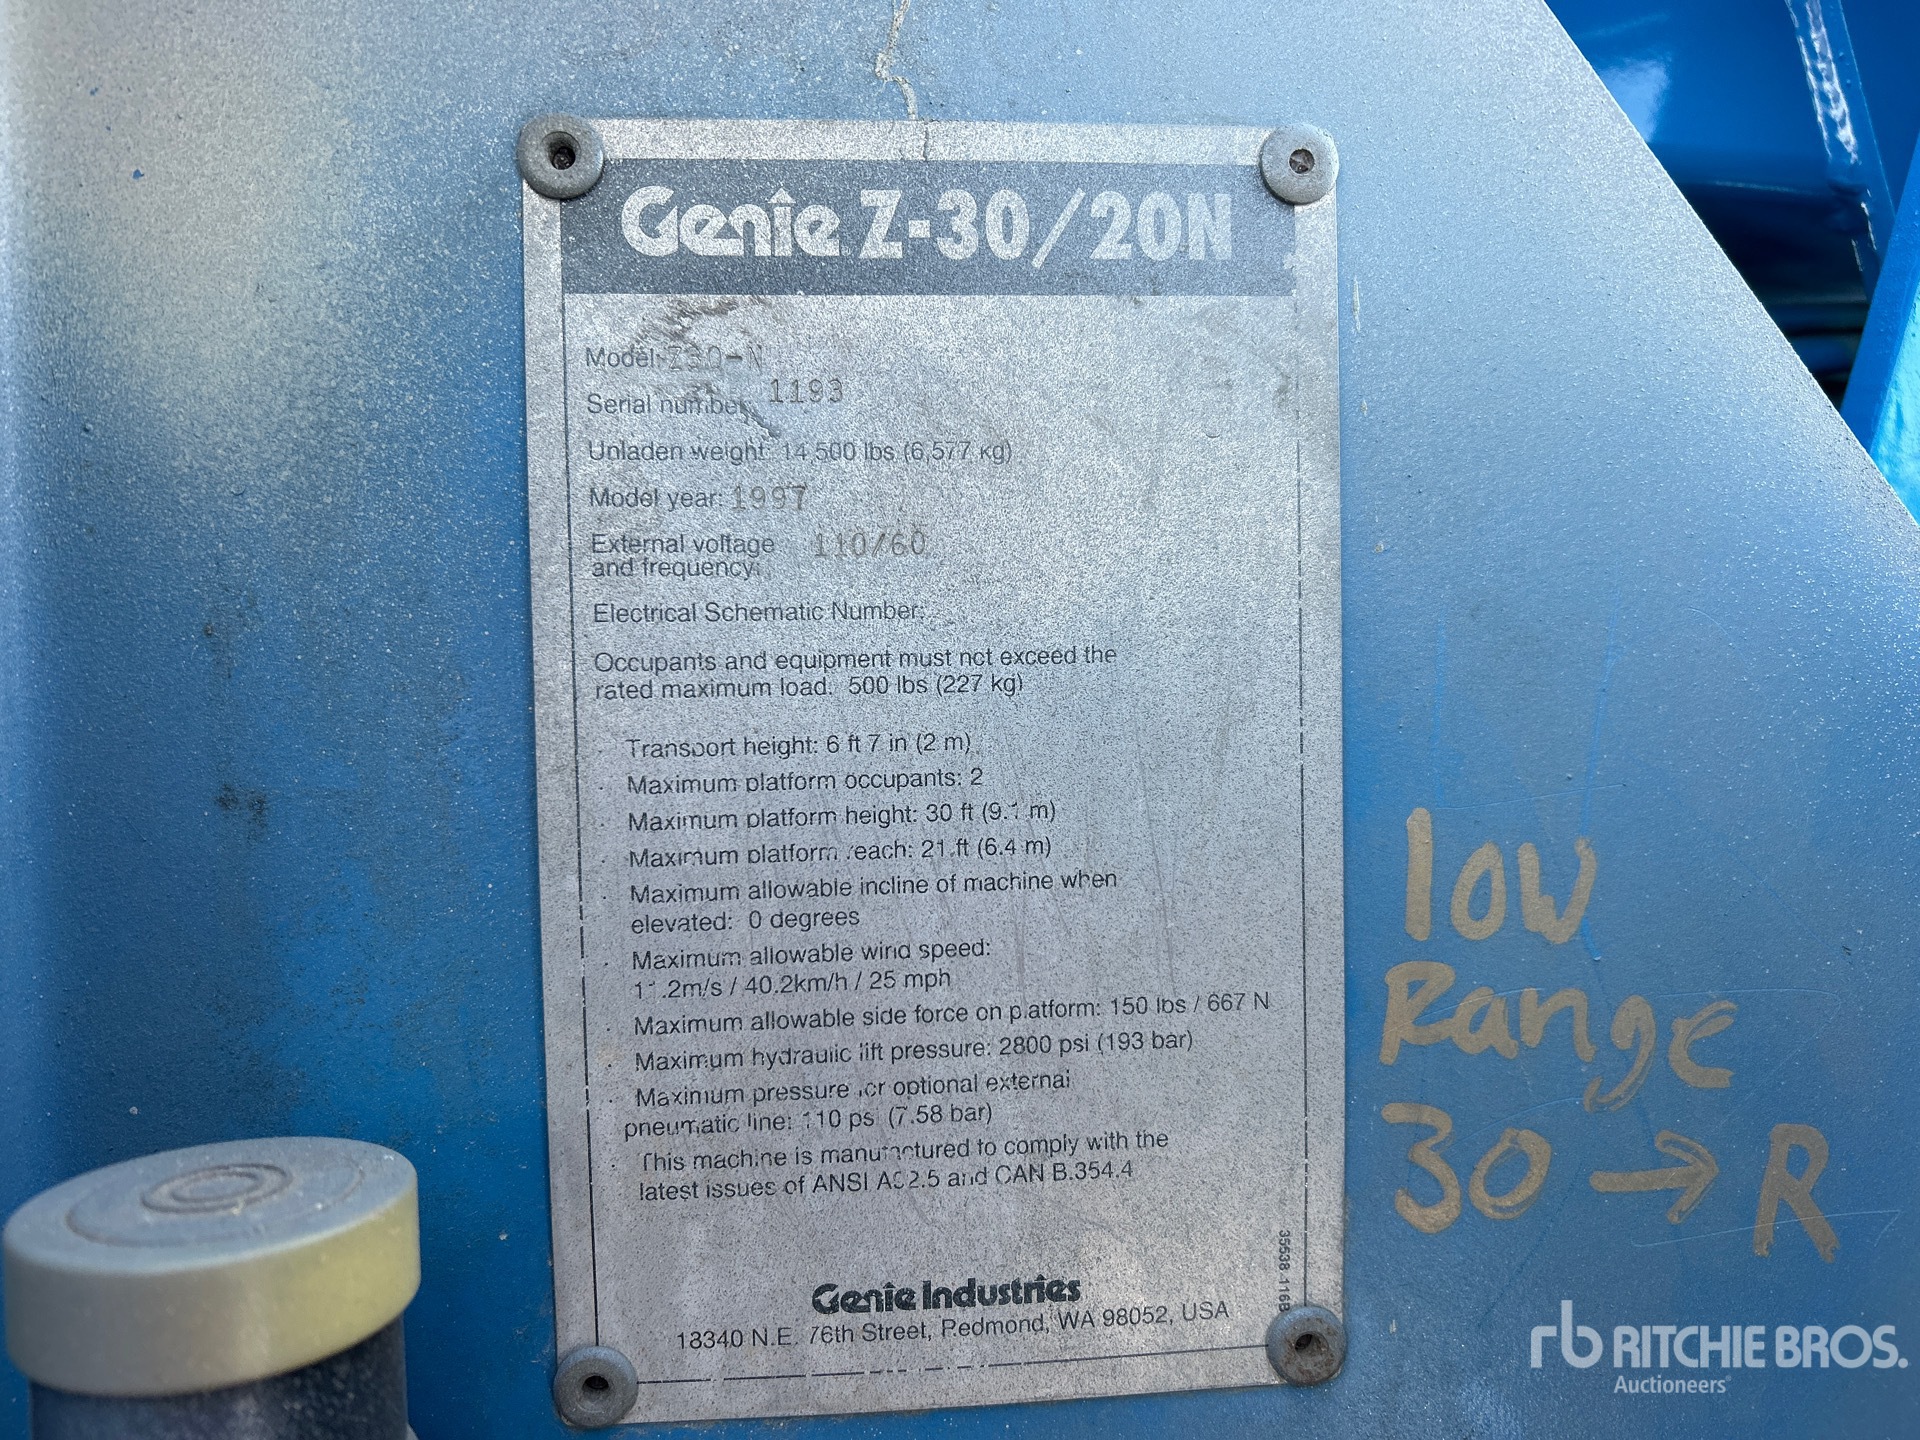 Genie Z-30/20N
Model: Z30-N
Serial number: 1193
Unladen weight: 14,500 lbs (6,577 kg)
Model year: 1997
External voltage 110/60
and frequency:
Electrical Schematic Number:
Occupants and equipment must not exceed the
rated maximum load: 500 lbs (227 kg)
· Transport height: 6 ft 7 in (2 m)
· Maximum platform occupants: 2
· Maximum platform height: 30 ft (9.1 m)
· Maximum platform reach: 21 ft (6.4 m)
· Maximum allowable incline of machine when
elevated: 0 degrees
· Maximum allowable wind speed:
11.2m/s / 40.2km/h / 25 mph
· Maximum allowable side force on platform: 150 lbs / 667 N
· Maximum hydraulic lift pressure: 2800 psi (193 bar)
· Maximum pressure for optional external
pneumatic line: 110 psi (7.58 bar)
· This machine is manufactured to comply with the
latest issues of ANSI A92.5 and CAN B.354.4
Genie Industries
18340 N.E. 76th Street, Redmond, WA 98052, USA
35538 116B
low
Range
30 → R
rb RITCHIE BROS.
Auctioneers